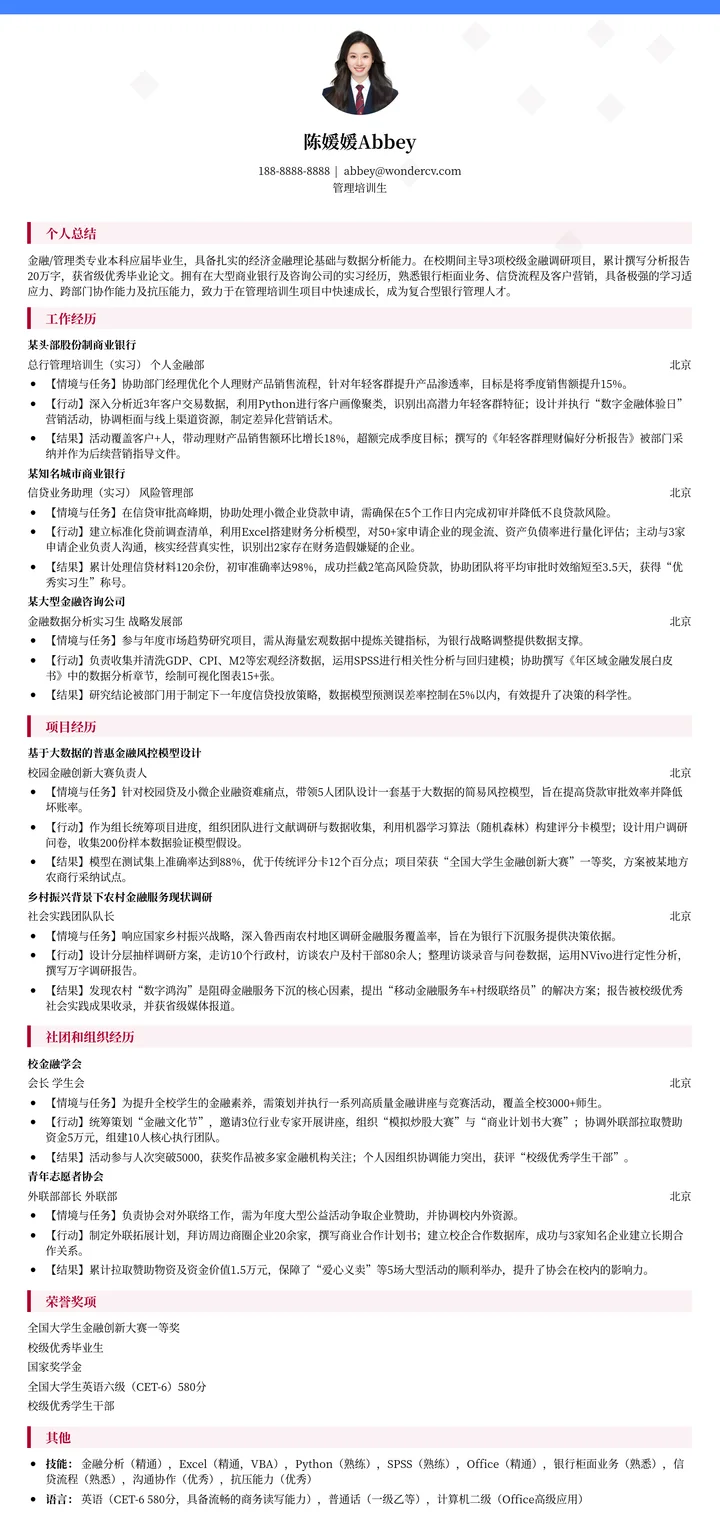 陈媛媛Abbey
188-8888-8888 | abbey@wondercv.com
管理培训生
个人总结
金融/管理类专业本科应届毕业生，具备扎实的经济金融理论基础与数据分析能力。在校期间主导3项校级金融调研项目，累计撰写分析报告
20万字，获省级优秀毕业论文。拥有在大型商业银行及咨询公司的实习经历，熟悉银行柜面业务、信贷流程及客户营销，具备极强的学习适
应力、跨部门协作能力及抗压能力，致力于在管理培训生项目中快速成长，成为复合型银行管理人才。
工作经历
某头部股份制商业银行
总行管理培训生（实习） 个人金融部 北京
● 【情境与任务】协助部门经理优化个人理财产品销售流程，针对年轻客群提升产品渗透率，目标是将季度销售额提升15%。
● 【行动】深入分析近3年客户交易数据，利用Python进行客户画像聚类，识别出高潜力年轻客群特征；设计并执行“数字金融体验日”
营销活动，协调柜面与线上渠道资源，制定差异化营销话术。
● 【结果】活动覆盖客户+人，带动理财产品销售额环比增长18%，超额完成季度目标；撰写的《年轻客群理财偏好分析报告》被部门采
纳并作为后续营销指导文件。
某知名城市商业银行
信贷业务助理（实习） 风险管理部 北京
● 【情境与任务】在信贷审批高峰期，协助处理小微企业贷款申请，需确保在5个工作日内完成初审并降低不良贷款风险。
● 【行动】建立标准化贷前调查清单，利用Excel搭建财务分析模型，对50+家申请企业的现金流、资产负债率进行量化评估；主动与3家
申请企业负责人沟通，核实经营真实性，识别出2家存在财务造假嫌疑的企业。
● 【结果】累计处理信贷材料120余份，初审准确率达98%，成功拦截2笔高风险贷款，协助团队将平均审批时效缩短至3.5天，获得“优
秀实习生”称号。
某大型金融咨询公司
金融数据分析实习生 战略发展部 北京
● 【情境与任务】参与年度市场趋势研究项目，需从海量宏观数据中提炼关键指标，为银行战略调整提供数据支撑。
● 【行动】负责收集并清洗GDP、CPI、M2等宏观经济数据，运用SPSS进行相关性分析与回归建模；协助撰写《年区域金融发展白皮
书》中的数据分析章节，绘制可视化图表15+张。
● 【结果】研究结论被部门用于制定下一年度信贷投放策略，数据模型预测误差率控制在5%以内，有效提升了决策的科学性。
项目经历
基于大数据的普惠金融风控模型设计
校园金融创新大赛负责人 北京
● 【情境与任务】针对校园贷及小微企业融资难痛点，带领5人团队设计一套基于大数据的简易风控模型，旨在提高贷款审批效率并降低
坏账率。
● 【行动】作为组长统筹项目进度，组织团队进行文献调研与数据收集，利用机器学习算法（随机森林）构建评分卡模型；设计用户调研
问卷，收集200份样本数据验证模型假设。
● 【结果】模型在测试集上准确率达到88%，优于传统评分卡12个百分点；项目荣获“全国大学生金融创新大赛”一等奖，方案被某地方
农商行采纳试点。
乡村振兴背景下农村金融服务现状调研
社会实践团队队长 北京
● 【情境与任务】响应国家乡村振兴战略，深入鲁西南农村地区调研金融服务覆盖率，旨在为银行下沉服务提供决策依据。
● 【行动】设计分层抽样调研方案，走访10个行政村，访谈农户及村干部80余人；整理访谈录音与问卷数据，运用NVivo进行定性分析，
撰写万字调研报告。
● 【结果】发现农村“数字鸿沟”是阻碍金融服务下沉的核心因素，提出“移动金融服务车+村级联络员”的解决方案；报告被校级优秀
社会实践成果收录，并获省级媒体报道。
社团和组织经历
校金融学会
会长 学生会 北京
● 【情境与任务】为提升全校学生的金融素养，需策划并执行一系列高质量金融讲座与竞赛活动，覆盖全校3000+师生。
● 【行动】统筹策划“金融文化节”，邀请3位行业专家开展讲座，组织“模拟炒股大赛”与“商业计划书大赛”；协调外联部拉取赞助
资金5万元，组建10人核心执行团队。
● 【结果】活动参与人次突破5000，获奖作品被多家金融机构关注；个人因组织协调能力突出，获评“校级优秀学生干部”。
青年志愿者协会
外联部部长 外联部 北京
● 【情境与任务】负责协会对外联络工作，需为年度大型公益活动争取企业赞助，并协调校内外资源。
● 【行动】制定外联拓展计划，拜访周边商圈企业20余家，撰写商业合作计划书；建立校企合作数据库，成功与3家知名企业建立长期合
作关系。
● 【结果】累计拉取赞助物资及资金价值1.5万元，保障了“爱心义卖”等5场大型活动的顺利举办，提升了协会在校内的影响力。
荣誉奖项
全国大学生金融创新大赛一等奖
校级优秀毕业生
国家奖学金
全国大学生英语六级（CET-6）580分
校级优秀学生干部
其他
● 技能： 金融分析（精通），Excel（精通，VBA），Python（熟练），SPSS（熟练），Office（精通），银行柜面业务（熟悉），信
贷流程（熟悉），沟通协作（优秀），抗压能力（优秀）
● 语言： 英语（CET-6 580分，具备流畅的商务读写能力），普通话（一级乙等），计算机二级（Office高级应用）